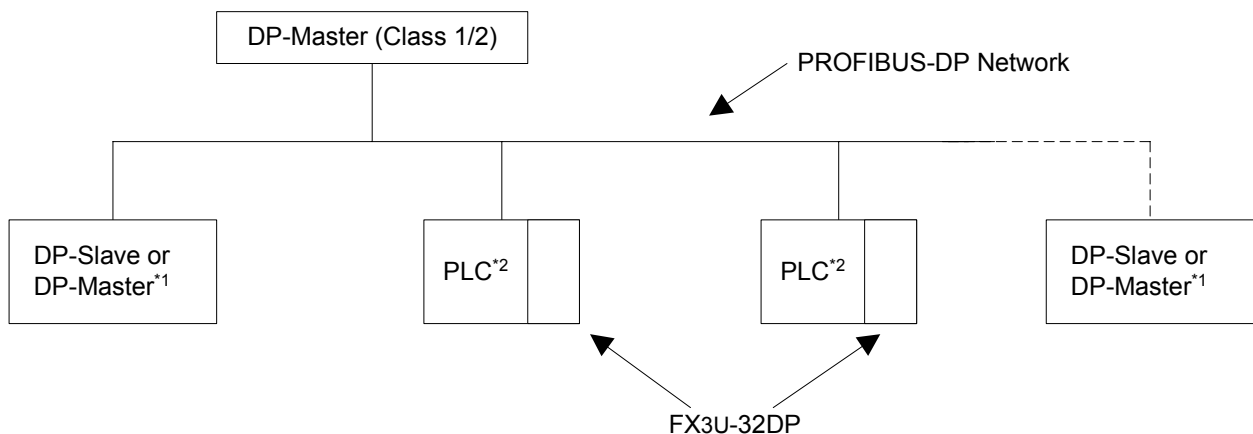 DP-Master (Class 1/2)
PROFIBUS-DP Network
DP-Slave or
DP-Master*1
PLC*2
PLC*2
DP-Slave or
DP-Master*1
FX3U-32DP